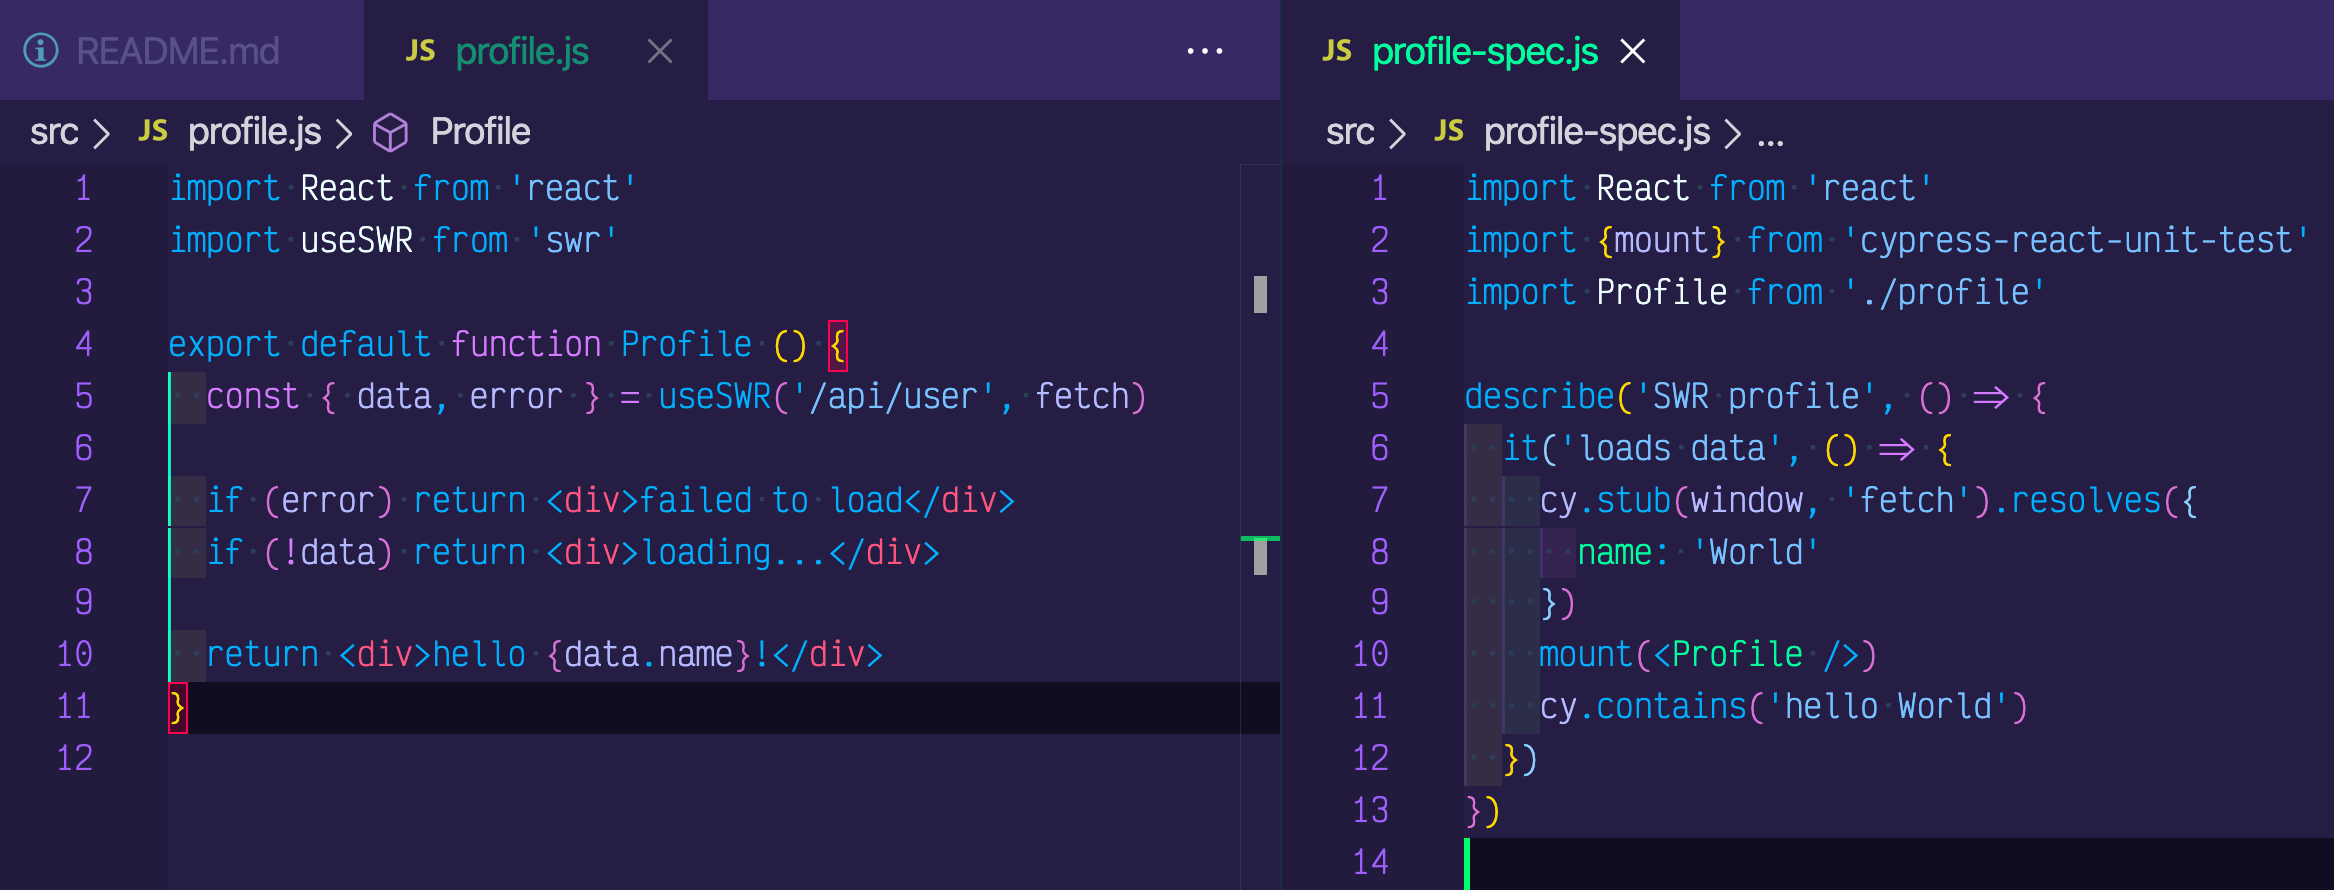 README.md
JS profile.js
...
src > JS profile.js > Profile
1 import React from 'react'
2 import useSWR from 'swr'
3
4 export default function Profile () {
5 const { data, error } = useSWR('/api/user', fetch)
6
7 if (error) return <div>failed to load</div>
8 if (!data) return <div>loading...</div>
9
10 return <div>hello {data.name}!</div>
11 }
12
JS profile-spec.js
src > JS profile-spec.js > ...
1 import React from 'react'
2 import {mount} from 'cypress-react-unit-test'
3 import Profile from './profile'
4
5 describe('SWR profile', () => {
6 it('loads data', () => {
7 cy.stub(window, 'fetch').resolves({
8 name: 'World'
9 })
10 mount(<Profile />)
11 cy.contains('hello World')
12 })
13 })
14